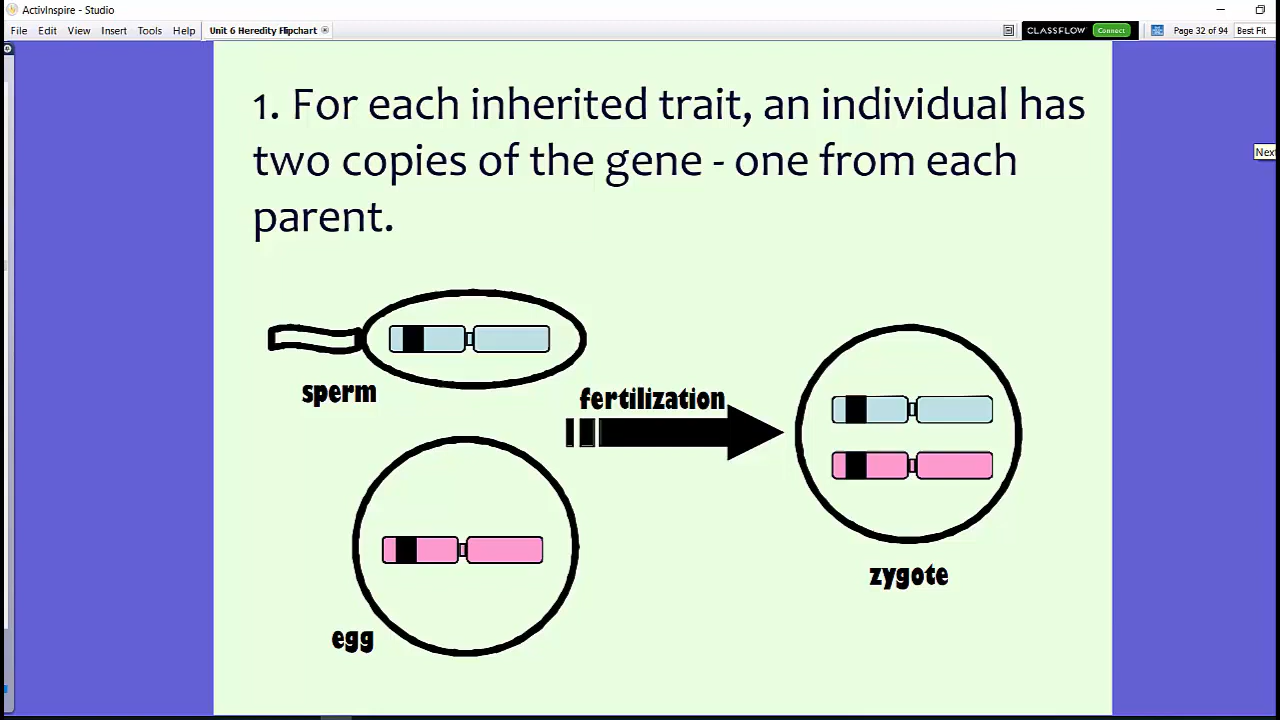 ActivInspire - Studio
File Edit View Insert Tools Help Unit 6 Heredity Flipchart CLASSFLOW Connect Page 32 of 94 Best Fit
1. For each inherited trait, an individual has
two copies of the gene - one from each
parent.
Nex
sperm
fertilization
zygote
egg